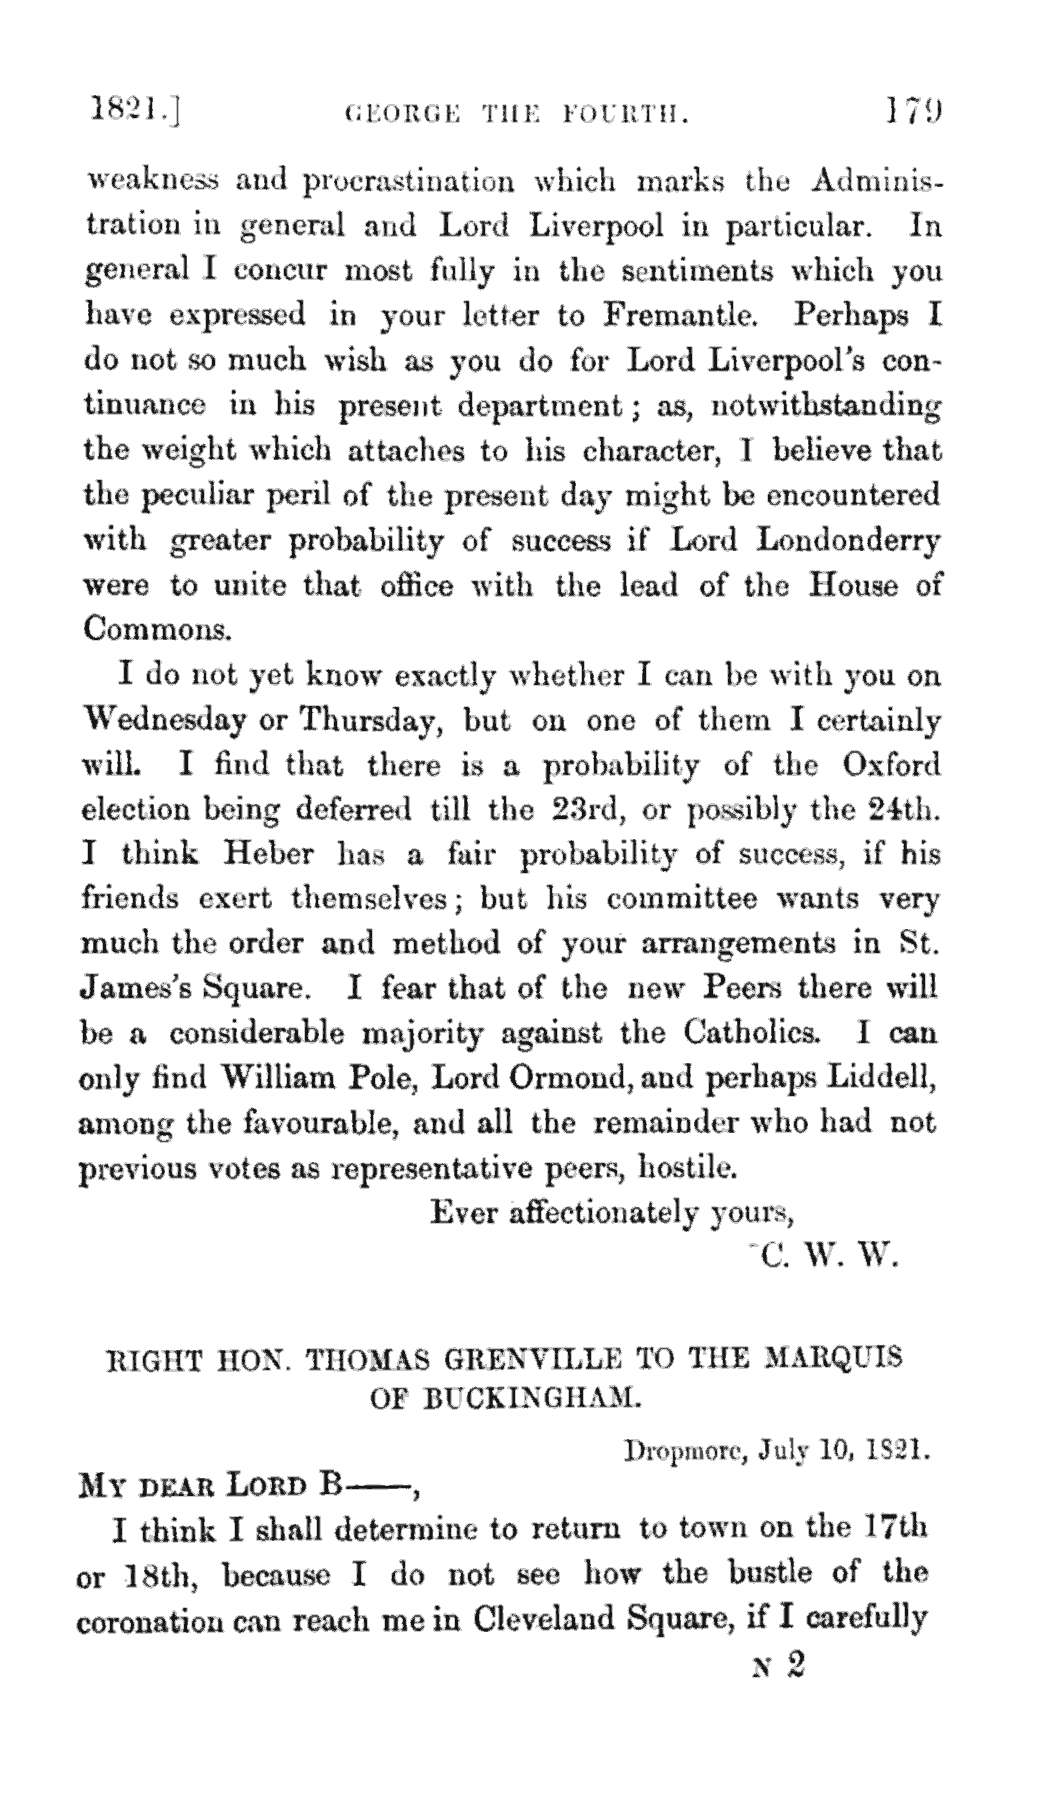 1821.] GEORGE THE FOURTH. 179
weakness and procrastination which marks the Adminis-
tration in general and Lord Liverpool in particular. In
general I concur most fully in the sentiments which you
have expressed in your letter to Fremantle. Perhaps I
do not so much wish as you do for Lord Liverpool's con-
tinuance in his present department; as, notwithstanding
the weight which attaches to his character, I believe that
the peculiar peril of the present day might be encountered
with greater probability of success if Lord Londonderry
were to unite that office with the lead of the House of
Commons.
I do not yet know exactly whether I can be with you on
Wednesday or Thursday, but on one of them I certainly
will. I find that there is a probability of the Oxford
election being deferred till the 23rd, or possibly the 24th.
I think Heber has a fair probability of success, if his
friends exert themselves; but his committee wants very
much the order and method of your arrangements in St.
James's Square. I fear that of the new Peers there will
be a considerable majority against the Catholics. I can
only find William Pole, Lord Ormond, and perhaps Liddell,
among the favourable, and all the remainder who had not
previous votes as representative peers, hostile.
Ever affectionately yours,
C. W. W.
RIGHT HON. THOMAS GRENVILLE TO THE MARQUIS
OF BUCKINGHAM.
Dropmore, July 10, 1821.
MY DEAR LORD B——,
I think I shall determine to return to town on the 17th
or 18th, because I do not see how the bustle of the
coronation can reach me in Cleveland Square, if I carefully
N 2